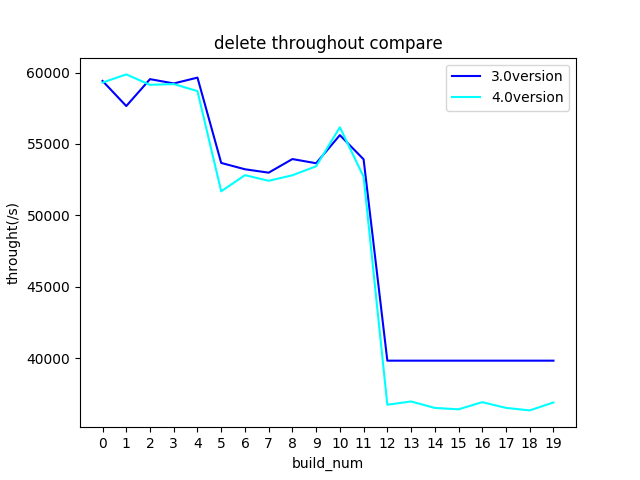 delete throughout compare
3.0version
4.0version
throught(/s)
60000
55000
50000
45000
40000
0 1 2 3 4 5 6 7 8 9 10 11 12 13 14 15 16 17 18 19
build_num